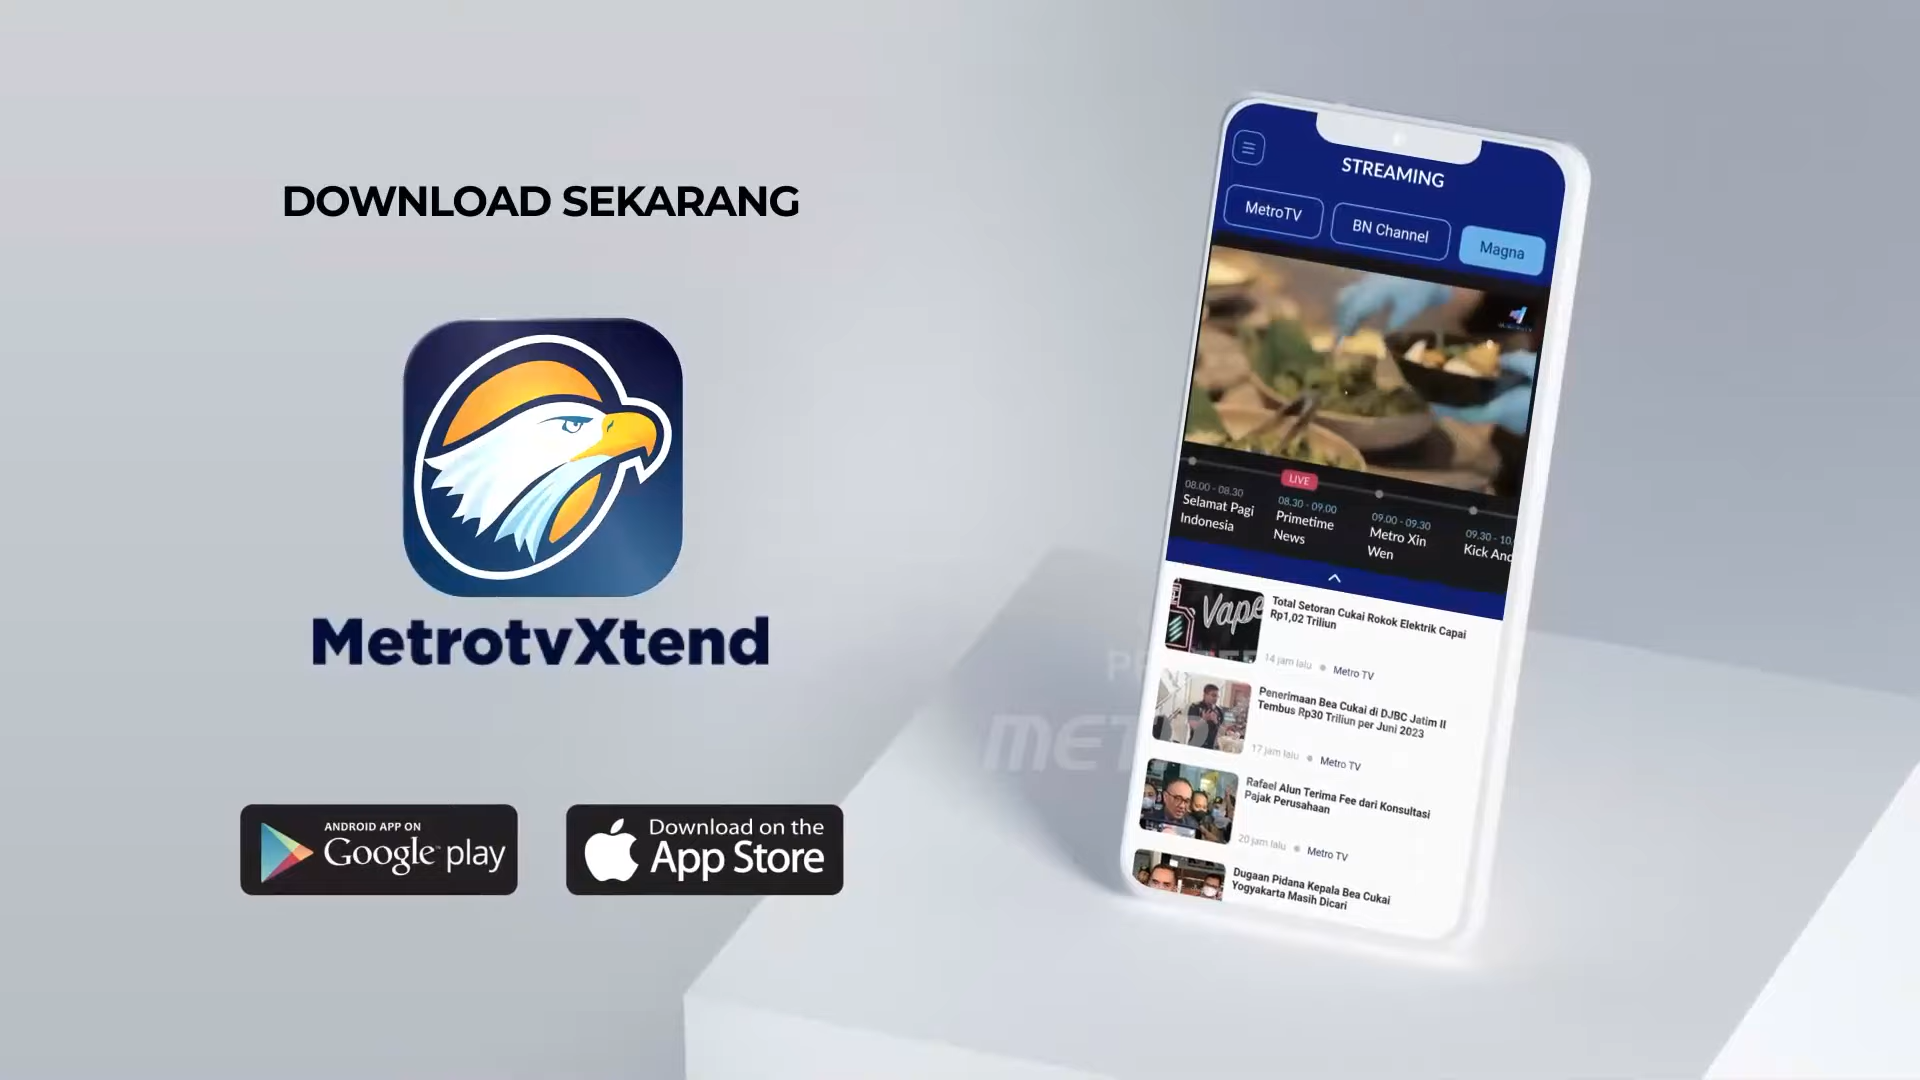 DOWNLOAD SEKARANG
MetrotvXtend
ANDROID APP ON
Google play
Download on the
App Store
STREAMING
MetroTV
BN Channel
Magna
LIVE
08.00 - 08.30
Selamat Pagi
Indonesia
08.30 - 09.00
Primetime
News
09.00 - 09.30
Metro Xin
Wen
09.30 - 10.
Kick And
Vape
Total Setoran Cukai Rokok Elektrik Capai
Rp1,02 Triliun
14 jam lalu
Metro TV
Penerimaan Bea Cukai di DJBC Jatim II
Tembus Rp30 Triliun per Juni 2023
17 jam lalu
Metro TV
Rafael Alun Terima Fee dari Konsultasi
Pajak Perusahaan
20 jam lalu
Metro TV
Dugaan Pidana Kepala Bea Cukai
Yogyakarta Masih Dicari